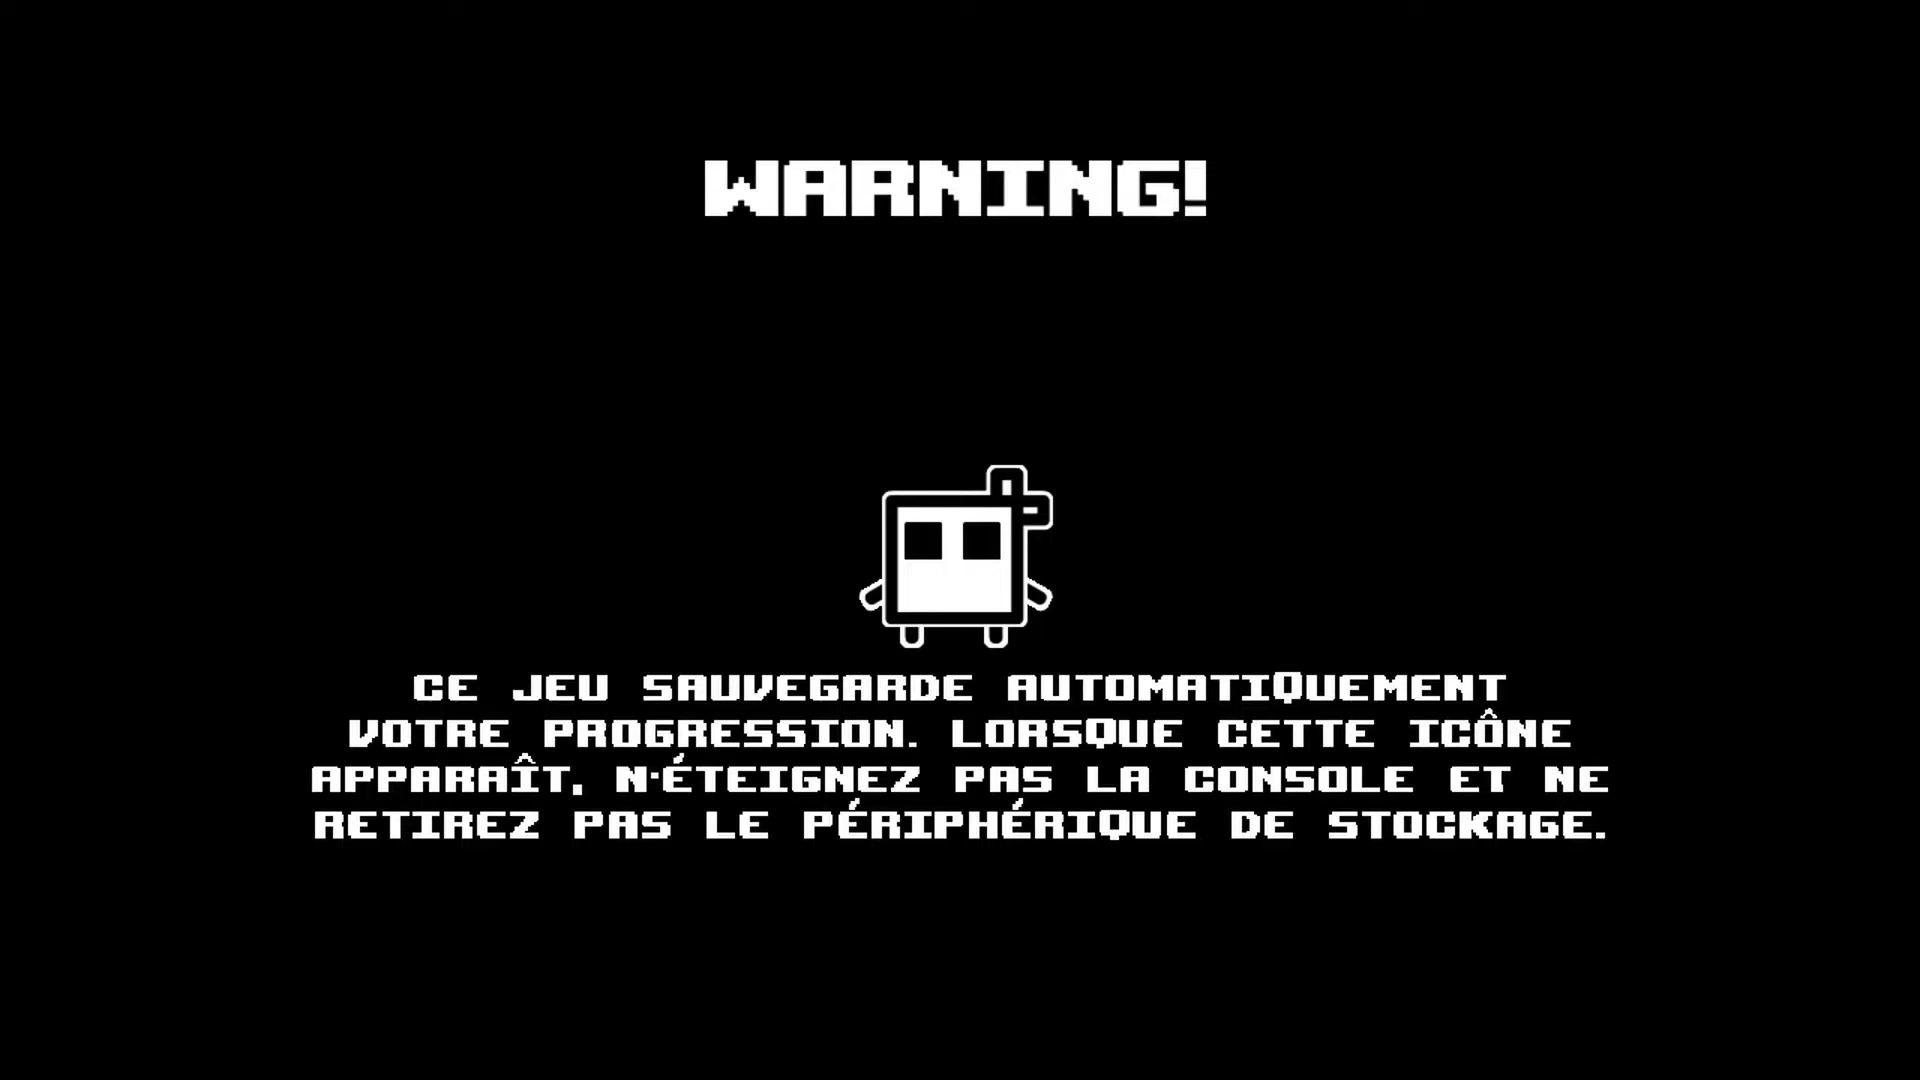 WARNING!
CE JEU SAUVEGARDE AUTOMATIQUEMENT
VOTRE PROGRESSION. LORSQUE CETTE ICÔNE
APPARAÎT, N'ÉTEIGNEZ PAS LA CONSOLE ET NE
RETIREZ PAS LE PÉRIPHÉRIQUE DE STOCKAGE.